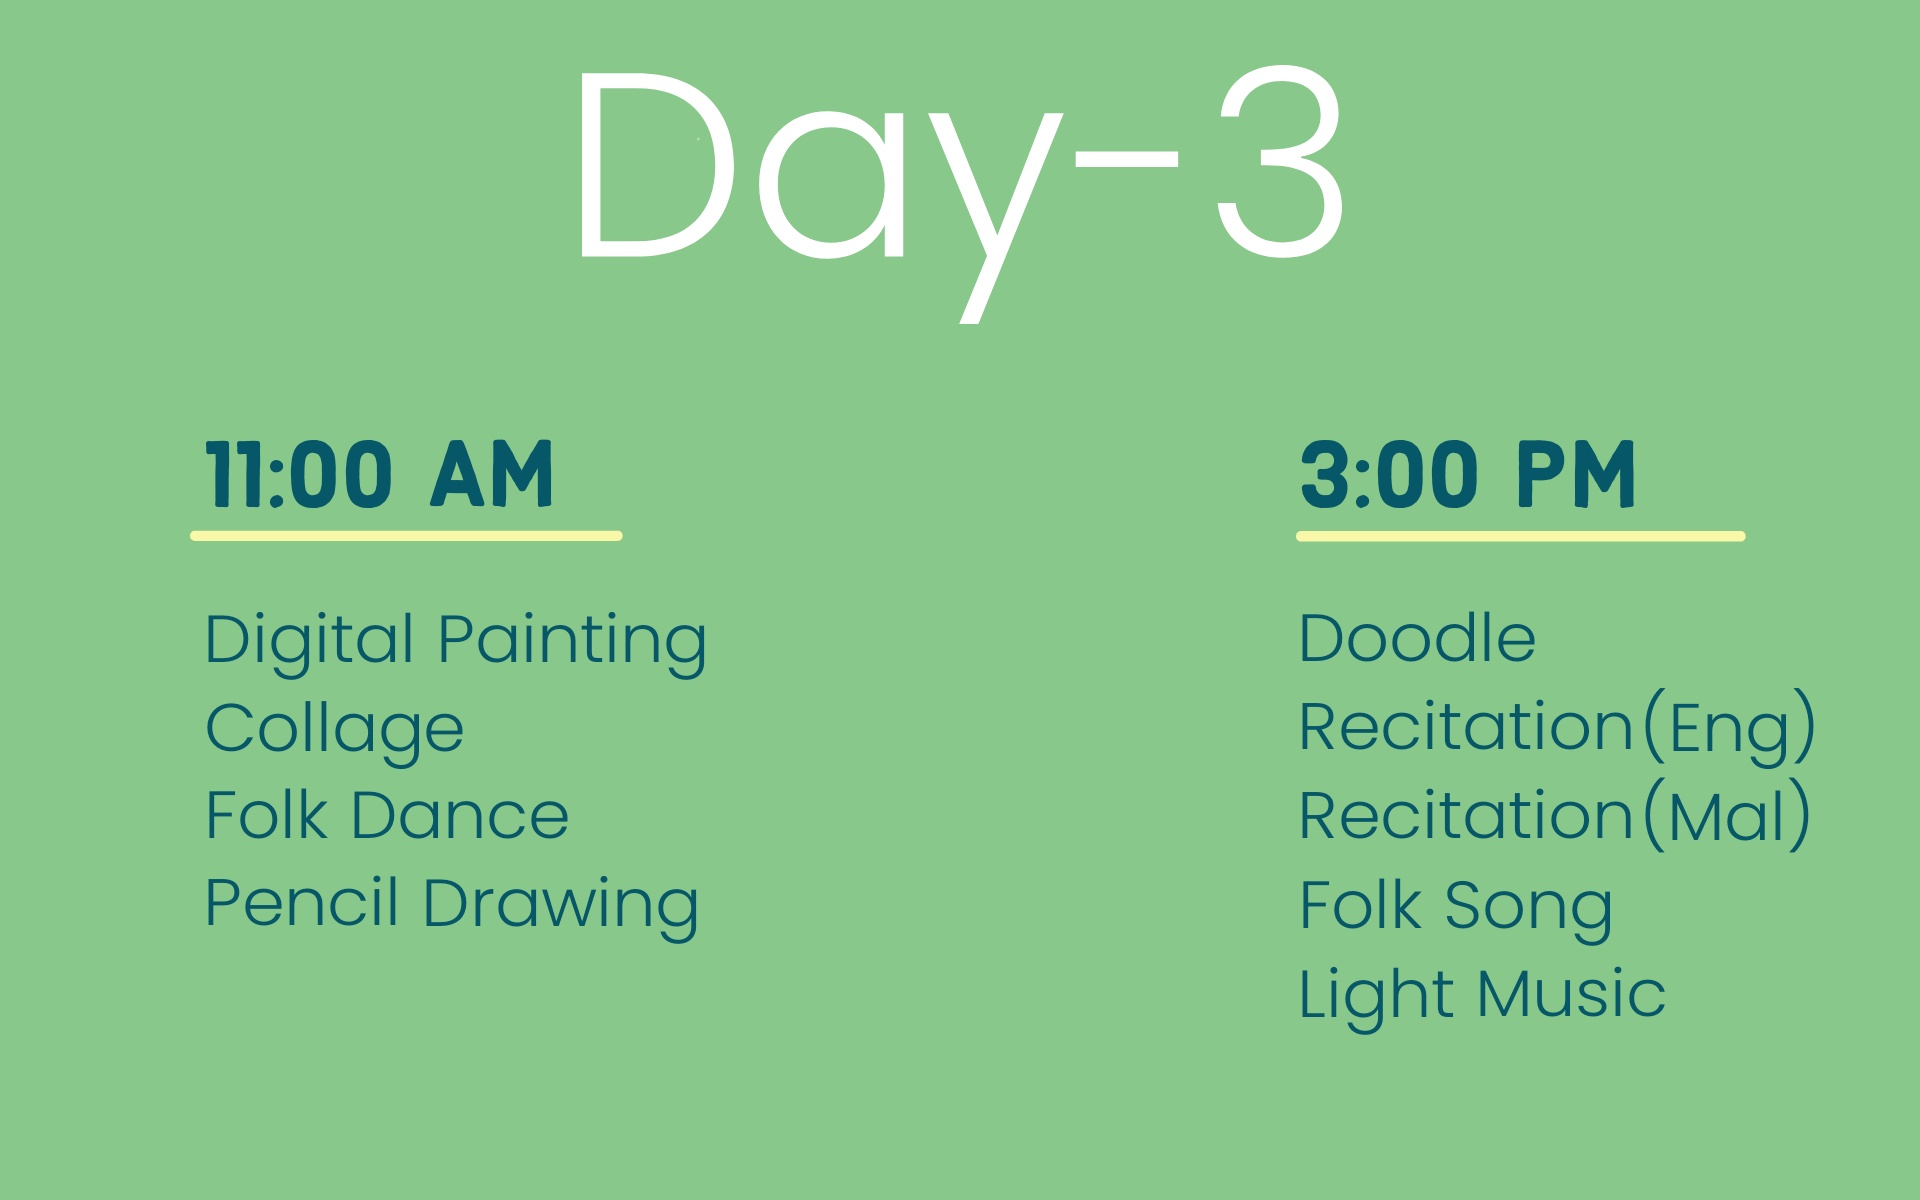 Day-3
11:00 AM
Digital Painting
Collage
Folk Dance
Pencil Drawing
3:00 PM
Doodle
Recitation(Eng)
Recitation(Mal)
Folk Song
Light Music